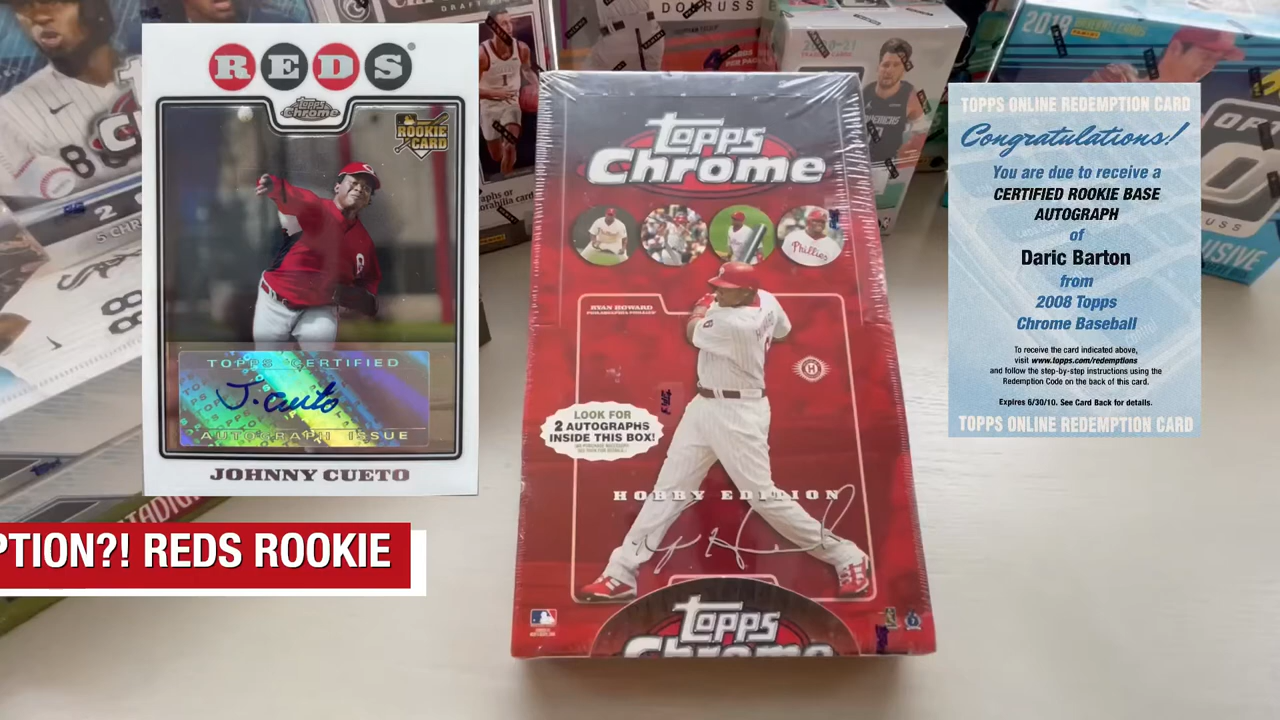 REDS
Topps
Chrome
ROOKIE
CARD
TOPPS CERTIFIED
J. Cueto
AUTOGRAPH ISSUE
JOHNNY CUETO
PTION?! REDS ROOKIE
Topps
Chrome
Phillies
RYAN HOWARD
PHILADELPHIA PHILLIES
LOOK FOR
2 AUTOGRAPHS
INSIDE THIS BOX!
HOBBY EDITION
Topps
Chrome
DONRUSS
2018
TOPPS ONLINE REDEMPTION CARD
Congratulations!
You are due to receive a
CERTIFIED ROOKIE BASE
AUTOGRAPH
of
Daric Barton
from
2008 Topps
Chrome Baseball
To receive the card indicated above,
visit www.topps.com/redemptions
and follow the step-by-step instructions using the
Redemption Code on the back of this card.
Expires 6/30/10. See Card Back for details.
TOPPS ONLINE REDEMPTION CARD